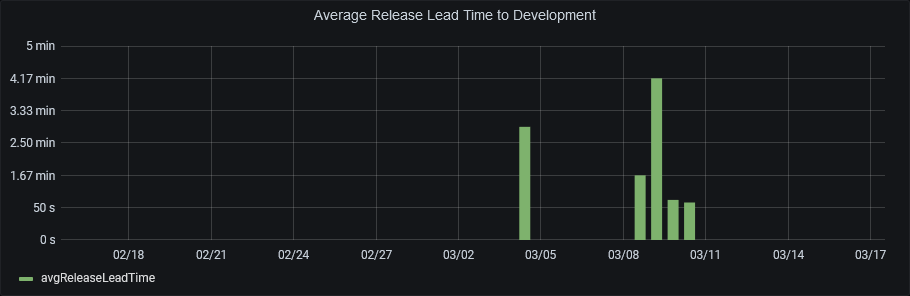 Average Release Lead Time to Development
5 min
4.17 min
3.33 min
2.50 min
1.67 min
50 s
0 s
02/18 02/21 02/24 02/27 03/02 03/05 03/08 03/11 03/14 03/17
avgReleaseLeadTime